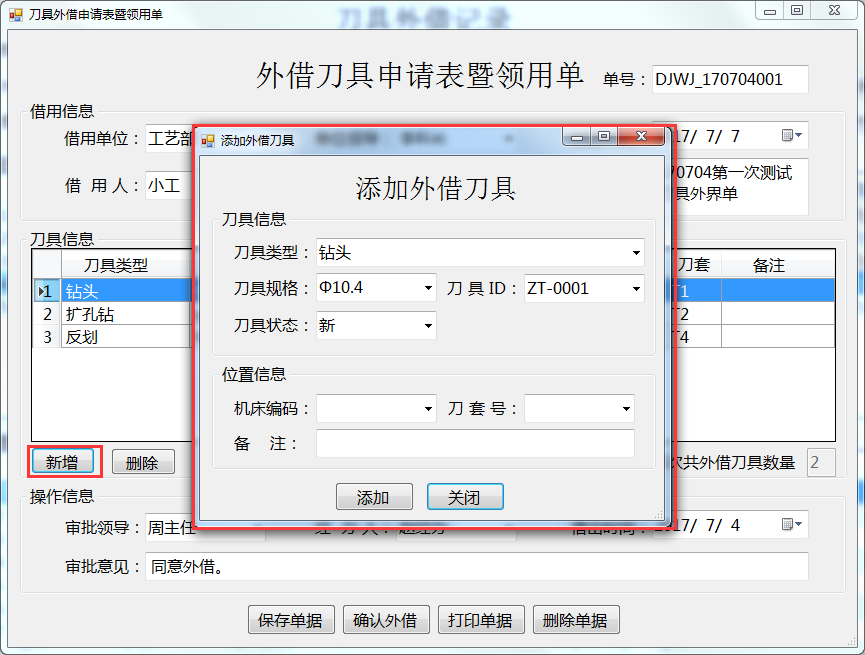 刀具外借申请表暨领用单
刀具外借记录
外借刀具申请表暨领用单 单号： DJWJ_170704001
借用信息
借用单位： 工艺部
17/ 7/ 7
借 用 人： 小工
70704第一次测试
具外界单
刀具信息
刀具类型 刀套 备注
1 钻头 T1
2 扩孔钻 T2
3 反划 T4
新增 删除 次共外借刀具数量 2
添加外借刀具
添加外借刀具
刀具信息
刀具类型： 钻头
刀具规格： Φ10.4 刀 具 ID： ZT-0001
刀具状态： 新
位置信息
机床编码： 刀 套 号：
备 注：
添加 关闭
操作信息
审批领导： 周主任 借出时间： 2017/ 7/ 4
审批意见： 同意外借。
保存单据 确认外借 打印单据 删除单据